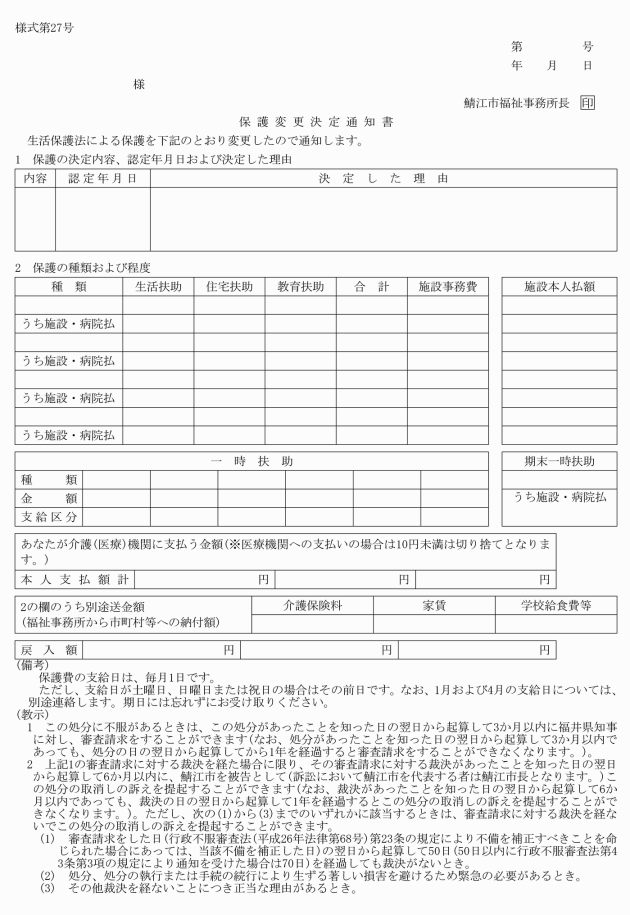 様式第27号
第　　　　　号
年　　月　　日
様
鯖江市福祉事務所長　印
保護変更決定通知書
生活保護法による保護を下記のとおり変更したので通知します。
1　保護の決定内容、認定年月日および決定した理由
内容　認定年月日　決定した理由
2　保護の種類および程度
種類　生活扶助　住宅扶助　教育扶助　合計　施設事務費　施設本人払額
うち施設・病院払
うち施設・病院払
うち施設・病院払
うち施設・病院払
一時扶助　期末一時扶助
種類
金額　うち施設・病院払
支給区分
あなたが介護(医療)機関に支払う金額(※医療機関への支払いの場合は10円未満は切り捨てとなりま
す。)
本人支払額計　円　円　円
2の欄のうち別途送金額　介護保険料　家賃　学校給食費等
(福祉事務所から市町村等への納付額)
戻入額　円　円　円
(備考)
保護費の支給日は、毎月1日です。
ただし、支給日が土曜日、日曜日または祝日の場合はその前日です。なお、1月および4月の支給日については、
別途連絡します。期日には忘れずにお受け取りください。
(教示)
1　この処分に不服があるときは、この処分があったことを知った日の翌日から起算して3か月以内に福井県知事
に対し、審査請求をすることができます(なお、処分があったことを知った日の翌日から起算して3か月以内で
あっても、処分の日の翌日から起算してから1年を経過すると審査請求をすることができなくなります。)。
2　上記1の審査請求に対する裁決を経た場合に限り、その審査請求に対する裁決があったことを知った日の翌日
から起算して6か月以内に、鯖江市を被告として(訴訟において鯖江市を代表する者は鯖江市長となります。)こ
の処分の取消しの訴えを提起することができます(なお、裁決があったことを知った日の翌日から起算して6か
月以内であっても、裁決の日の翌日から起算して1年を経過するとこの処分の取消しの訴えを提起することがで
きなくなります。)。ただし、次の(1)から(3)までのいずれかに該当するときは、審査請求に対する裁決を経な
いでこの処分の取消しの訴えを提起することができます。
(1)　審査請求をした日(行政不服審査法(平成26年法律第68号)第23条の規定により不備を補正すべきことを命
じられた場合にあっては、当該不備を補正した日)の翌日から起算して50日(50日以内に行政不服審査法第4
3条第3項の規定により通知を受けた場合は70日)を経過しても裁決がないとき。
(2)　処分、処分の執行または手続の続行により生ずる著しい損害を避けるため緊急の必要があるとき。
(3)　その他裁決を経ないことにつき正当な理由があるとき。